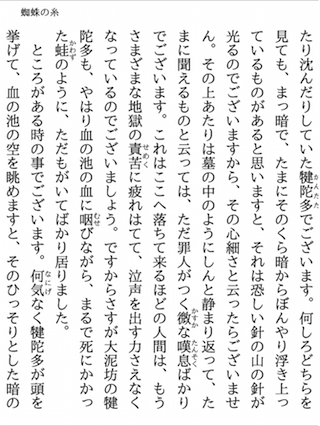 蜘蛛の糸
たり沈んだりしていた犍陀多でございます。何しろどちらを
見ても、まっ暗で、たまにそのくら暗からぼんやり浮き上っ
ているものがあると思いますと、それは恐しい針の山の針が
光るのでございますから、その心細さと云ったらございませ
ん。その上あたりは墓の中のようにしんと静まり返って、た
まに聞えるものと云っては、ただ罪人がつく微な嘆息ばかり
でございます。これはここへ落ちて来るほどの人間は、もう
さまざまな地獄の責苦に疲れはてて、泣声を出す力さえなく
なっているのでございましょう。ですからさすが大泥坊の犍
陀多も、やはり血の池の血に咽びながら、まるで死にかかっ
た蛙のように、ただもがいてばかり居りました。
　ところがある時の事でございます。何気なく犍陀多が頭を
挙げて、血の池の空を眺めますと、そのひっそりとした暗の